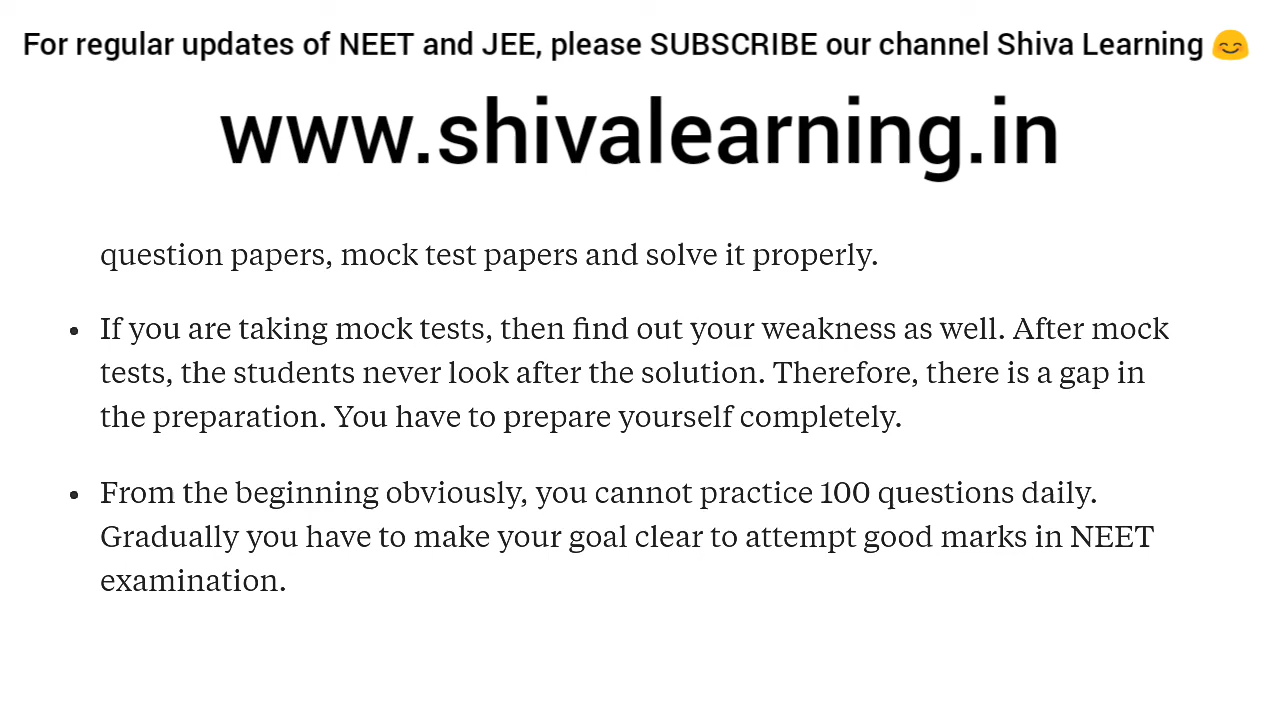 For regular updates of NEET and JEE, please SUBSCRIBE our channel Shiva Learning 😊
www.shivalearning.in
question papers, mock test papers and solve it properly.
• If you are taking mock tests, then find out your weakness as well. After mock
tests, the students never look after the solution. Therefore, there is a gap in
the preparation. You have to prepare yourself completely.
• From the beginning obviously, you cannot practice 100 questions daily.
Gradually you have to make your goal clear to attempt good marks in NEET
examination.